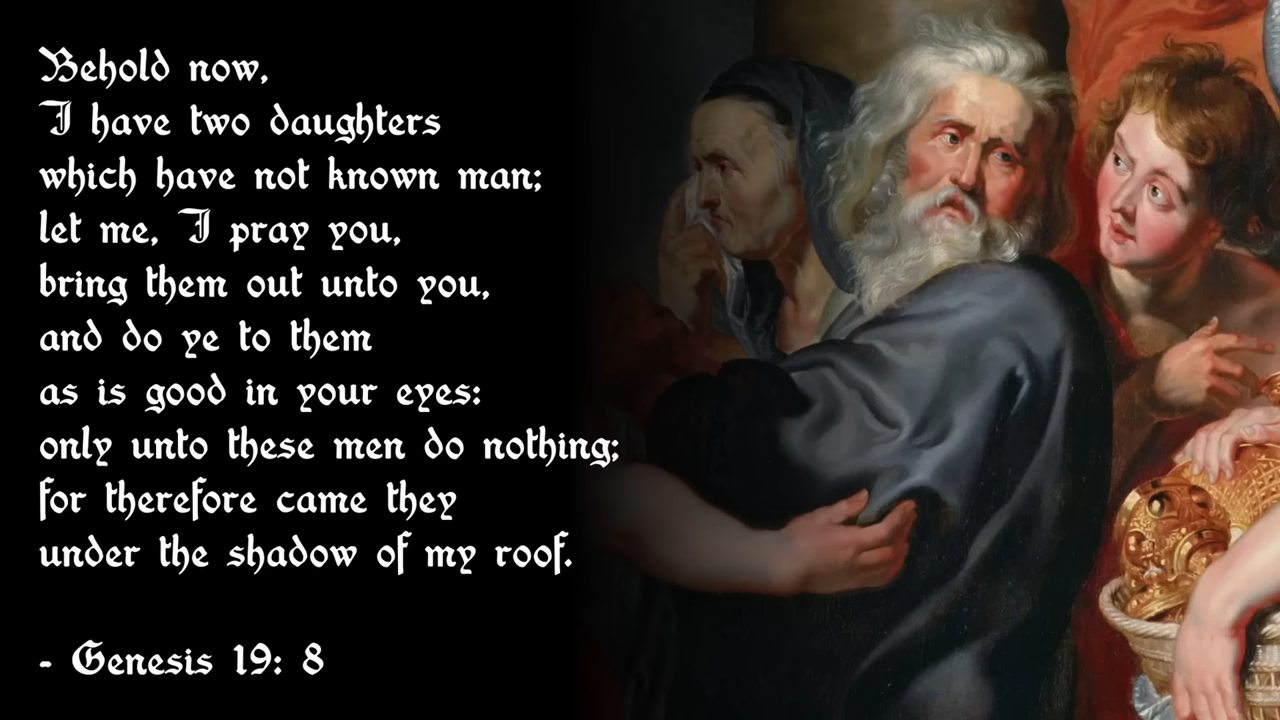 Behold now,
I have two daughters
which have not known man;
let me, I pray you,
bring them out unto you,
and do ye to them
as is good in your eyes:
only unto these men do nothing;
for therefore came they
under the shadow of my roof.
- Genesis 19: 8